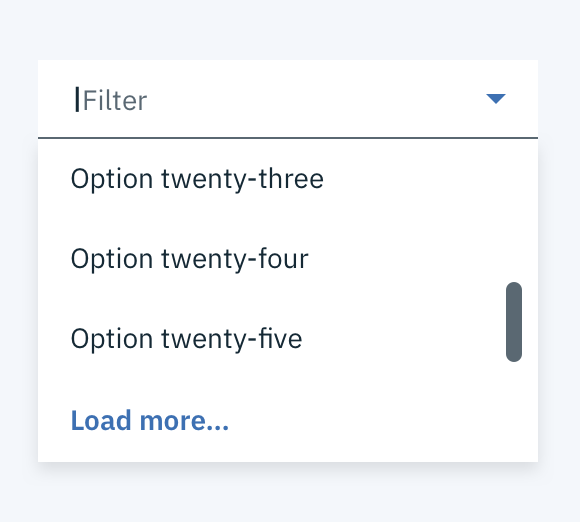 Filter
Option twenty-three
Option twenty-four
Option twenty-five
Load more...